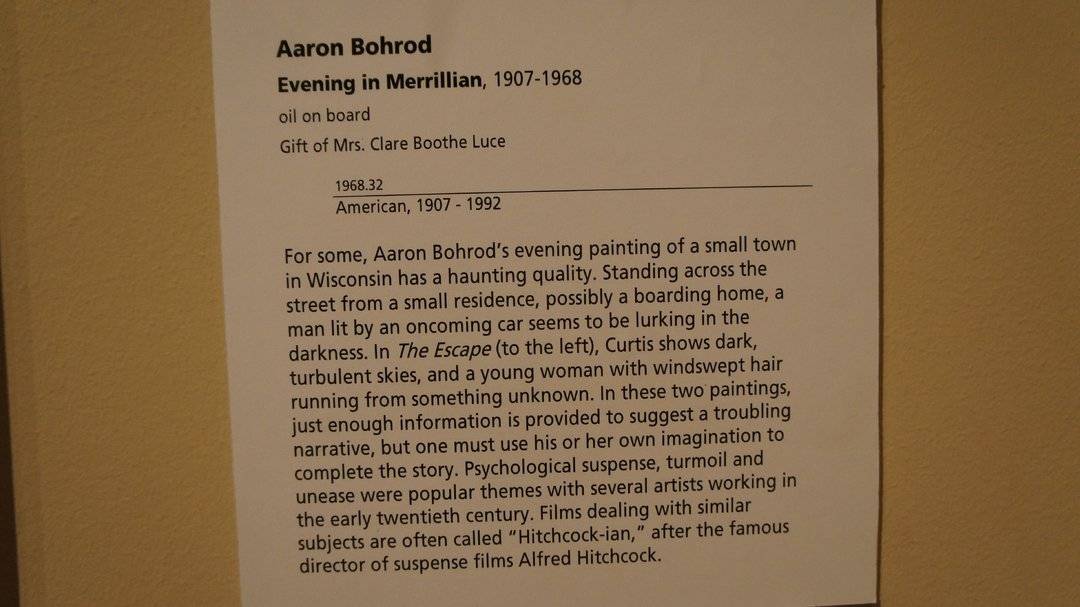 Aaron Bohrod
Evening in Merrillian, 1907-1968
oil on board
Gift of Mrs. Clare Boothe Luce
1968.32
American, 1907 - 1992
For some, Aaron Bohrod's evening painting of a small town
in Wisconsin has a haunting quality. Standing across the
street from a small residence, possibly a boarding home, a
man lit by an oncoming car seems to be lurking in the
darkness. In The Escape (to the left), Curtis shows dark,
turbulent skies, and a young woman with windswept hair
running from something unknown. In these two paintings,
just enough information is provided to suggest a troubling
narrative, but one must use his or her own imagination to
complete the story. Psychological suspense, turmoil and
unease were popular themes with several artists working in
the early twentieth century. Films dealing with similar
subjects are often called “Hitchcock-ian,” after the famous
director of suspense films Alfred Hitchcock.